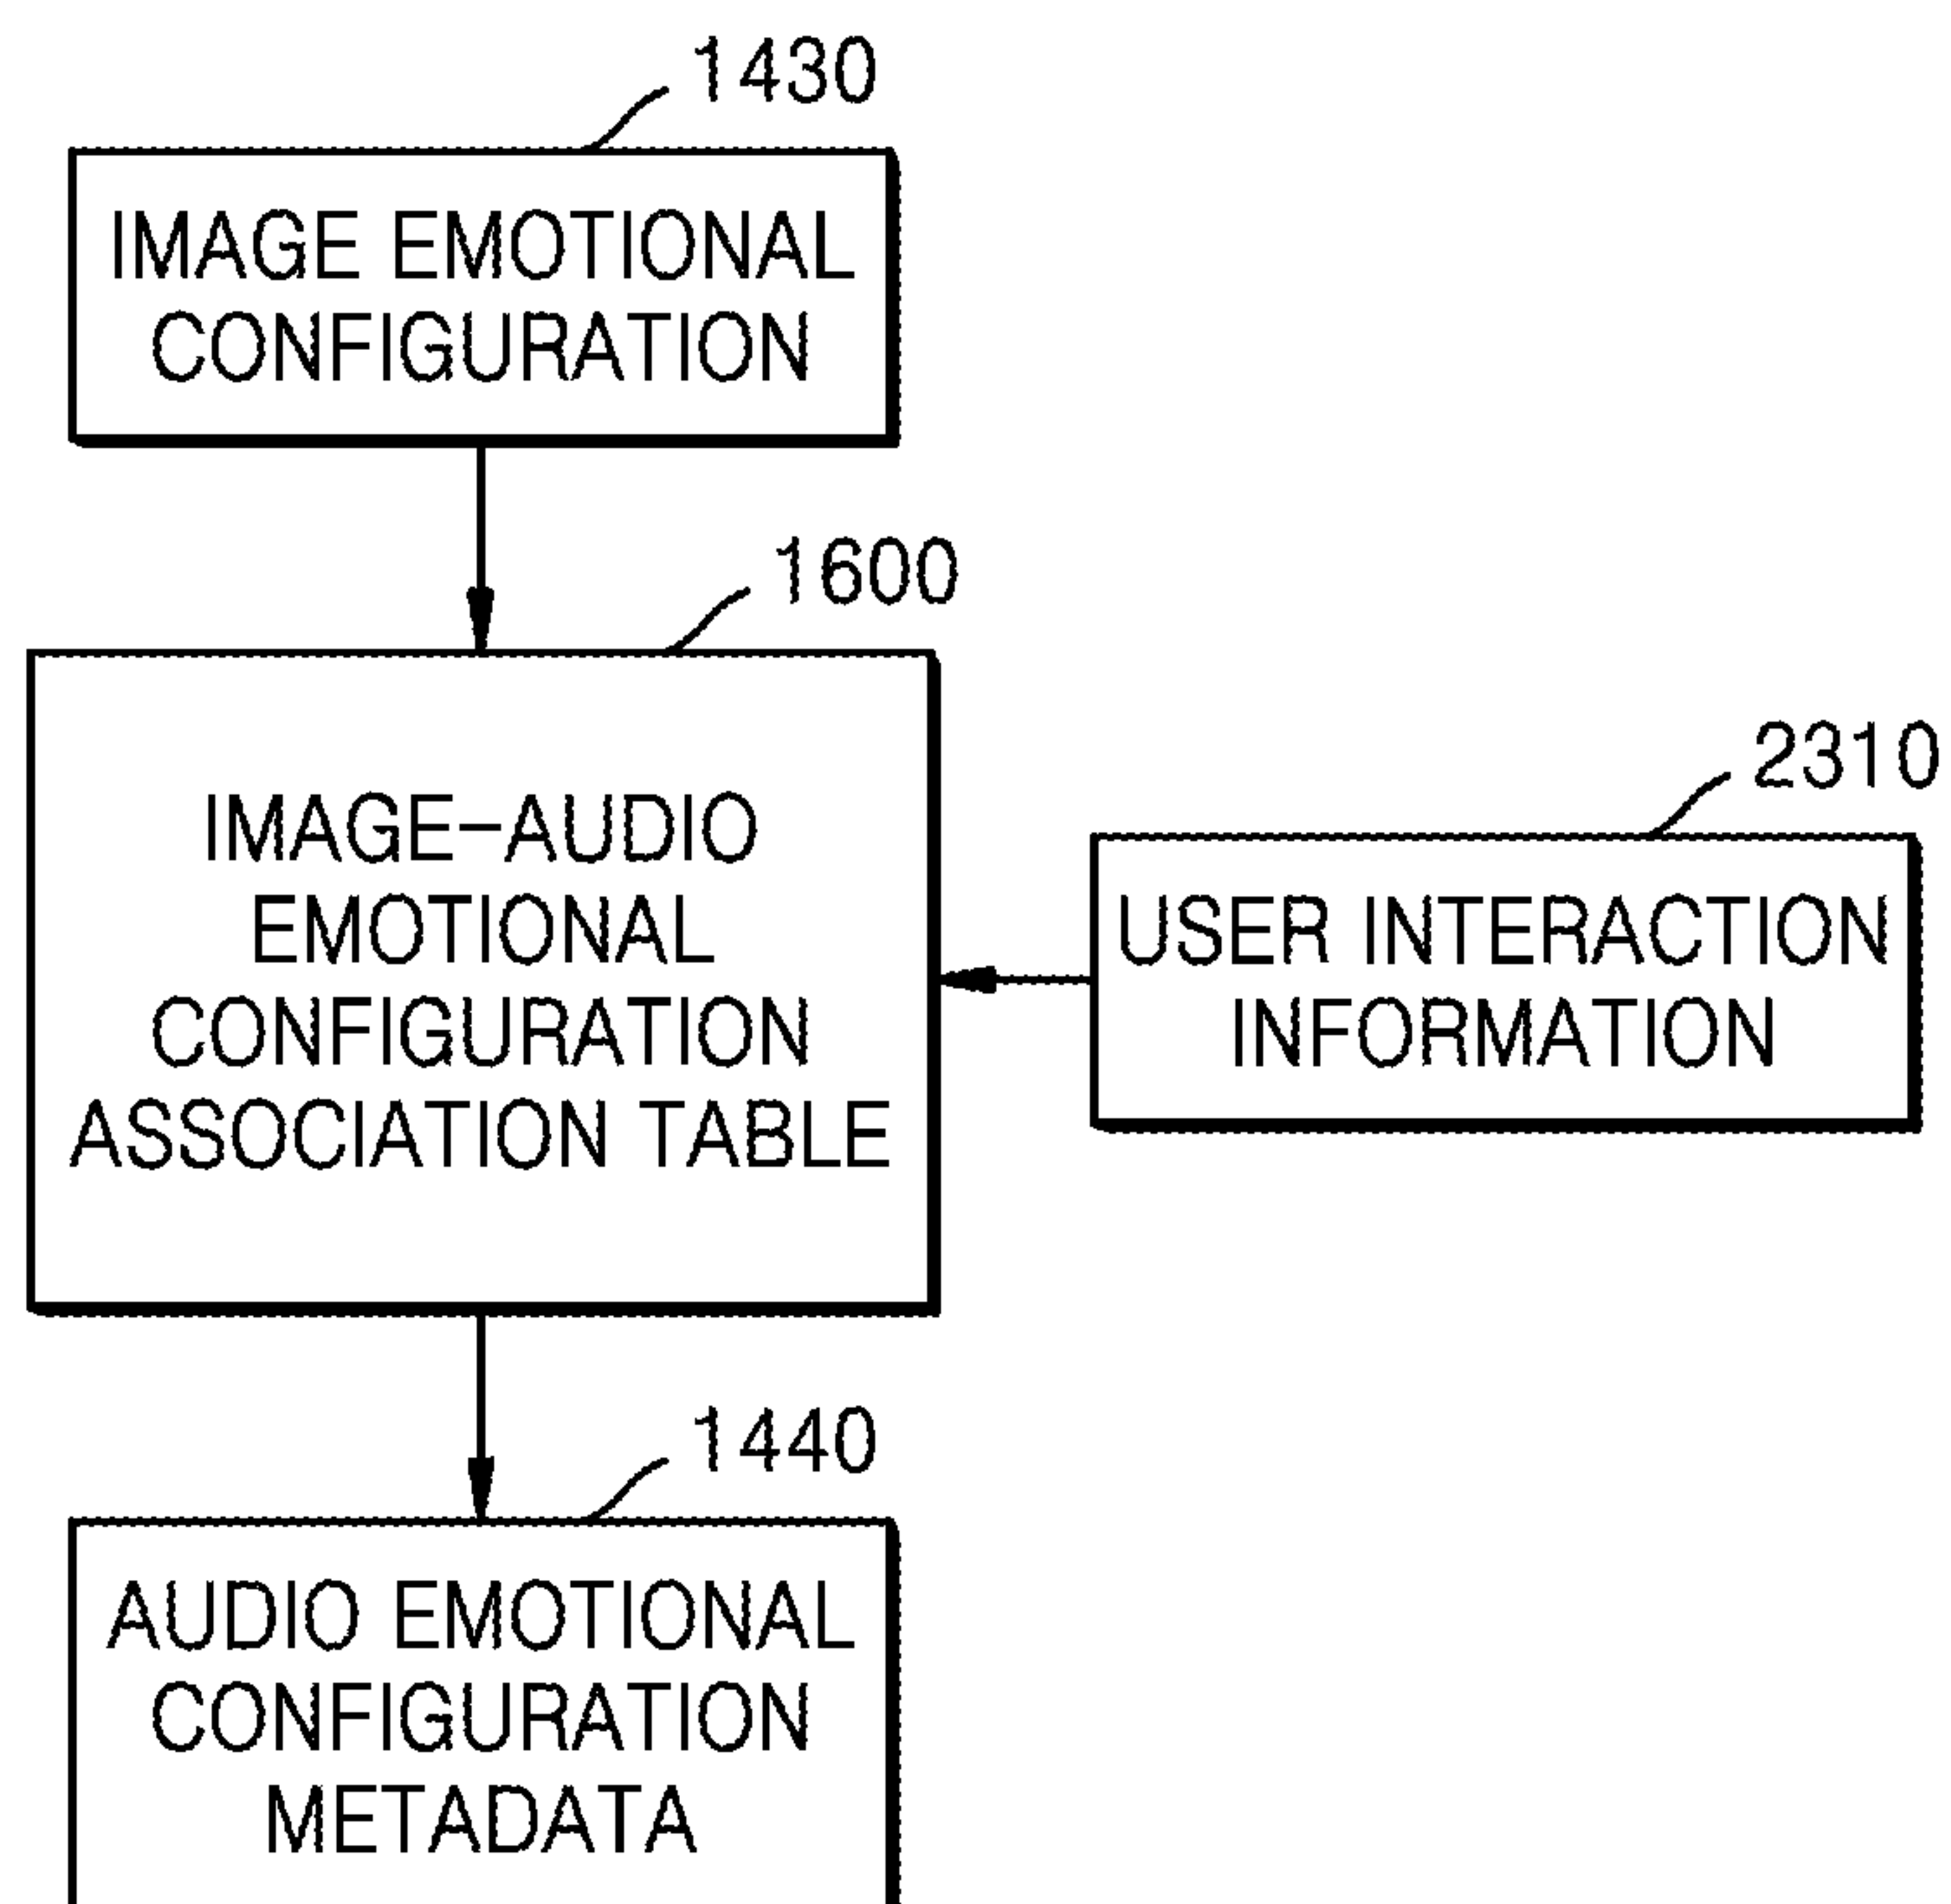 1430
IMAGE EMOTIONAL
CONFIGURATION
1600
IMAGE-AUDIO
EMOTIONAL
CONFIGURATION
ASSOCIATION TABLE
2310
USER INTERACTION
INFORMATION
1440
AUDIO EMOTIONAL
CONFIGURATION
METADATA